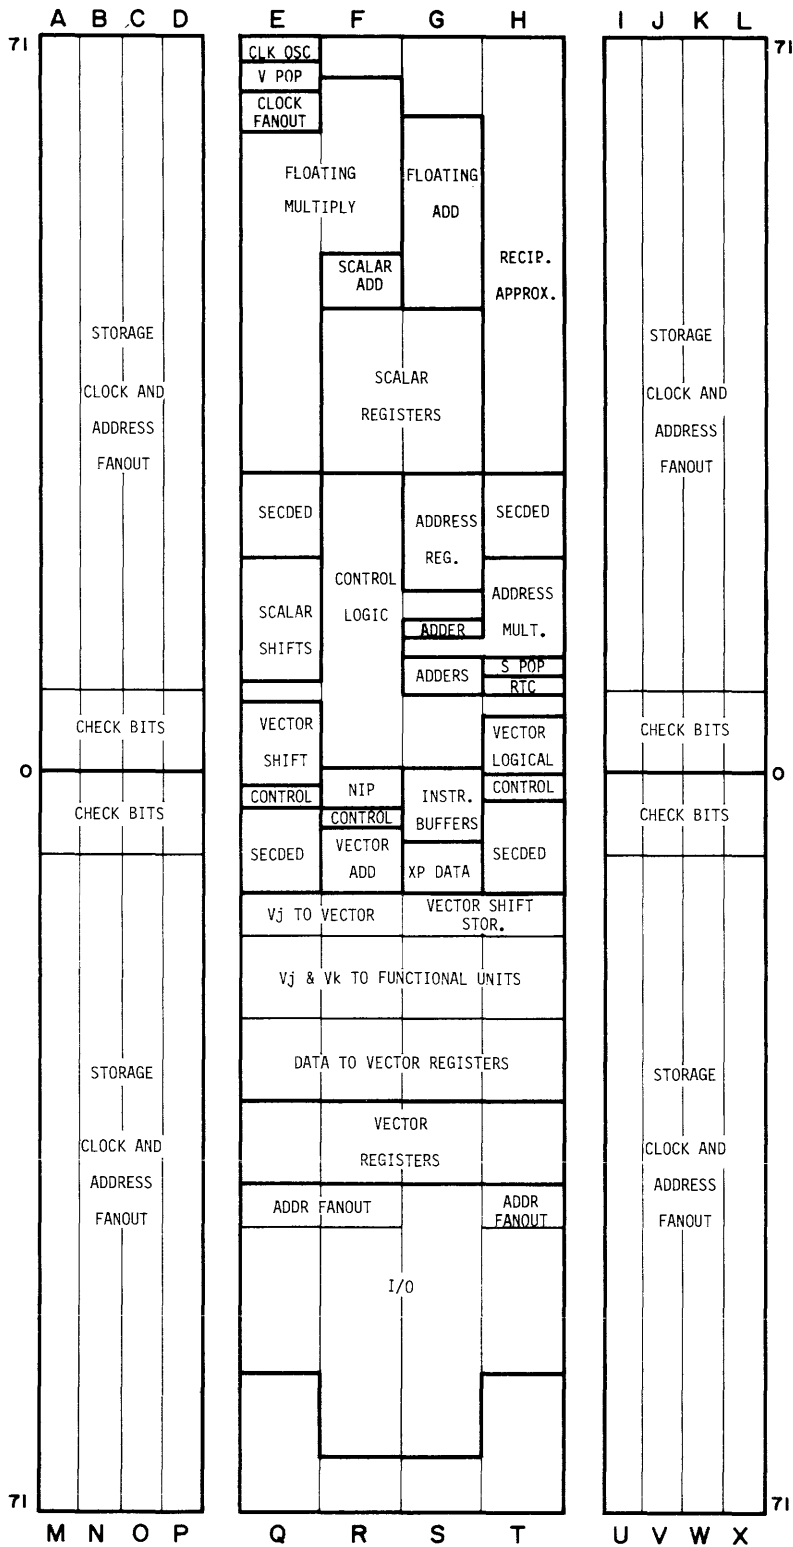 A B C D
E F G H
I J K L
71
71
CLK OSC
V POP
CLOCK
FANOUT
FLOATING
MULTIPLY
FLOATING
ADD
SCALAR
ADD
RECIP.
APPROX.
SCALAR
REGISTERS
STORAGE
CLOCK AND
ADDRESS
FANOUT
STORAGE
CLOCK AND
ADDRESS
FANOUT
SECDED
ADDRESS
REG.
SECDED
CONTROL
LOGIC
SCALAR
SHIFTS
ADDRESS
MULT.
ADDER
ADDERS
S POP
RTC
CHECK BITS
VECTOR
SHIFT
VECTOR
LOGICAL
CHECK BITS
0
0
CHECK BITS
CONTROL
NIP
INSTR.
BUFFERS
CONTROL
CHECK BITS
CONTROL
SECDED
VECTOR
ADD
XP DATA
SECDED
Vj TO VECTOR
VECTOR SHIFT
STOR.
Vj & Vk TO FUNCTIONAL UNITS
DATA TO VECTOR REGISTERS
VECTOR
REGISTERS
STORAGE
CLOCK AND
ADDRESS
FANOUT
STORAGE
CLOCK AND
ADDRESS
FANOUT
ADDR FANOUT
ADDR
FANOUT
I/O
71
71
M N O P
Q R S T
U V W X